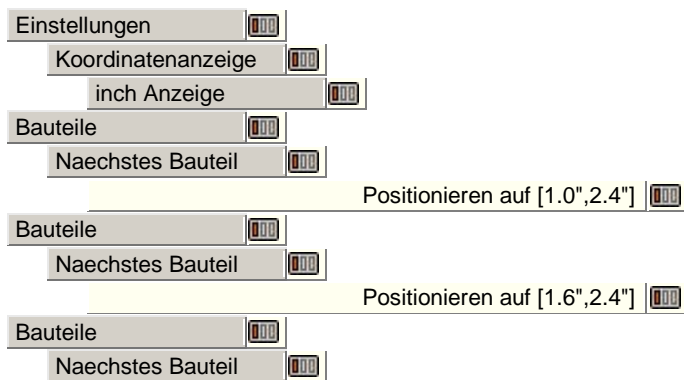 Einstellungen
Koordinatenanzeige
inch Anzeige
Bauteile
Naechstes Bauteil
Positionieren auf [1.0",2.4"]
Bauteile
Naechstes Bauteil
Positionieren auf [1.6",2.4"]
Bauteile
Naechstes Bauteil